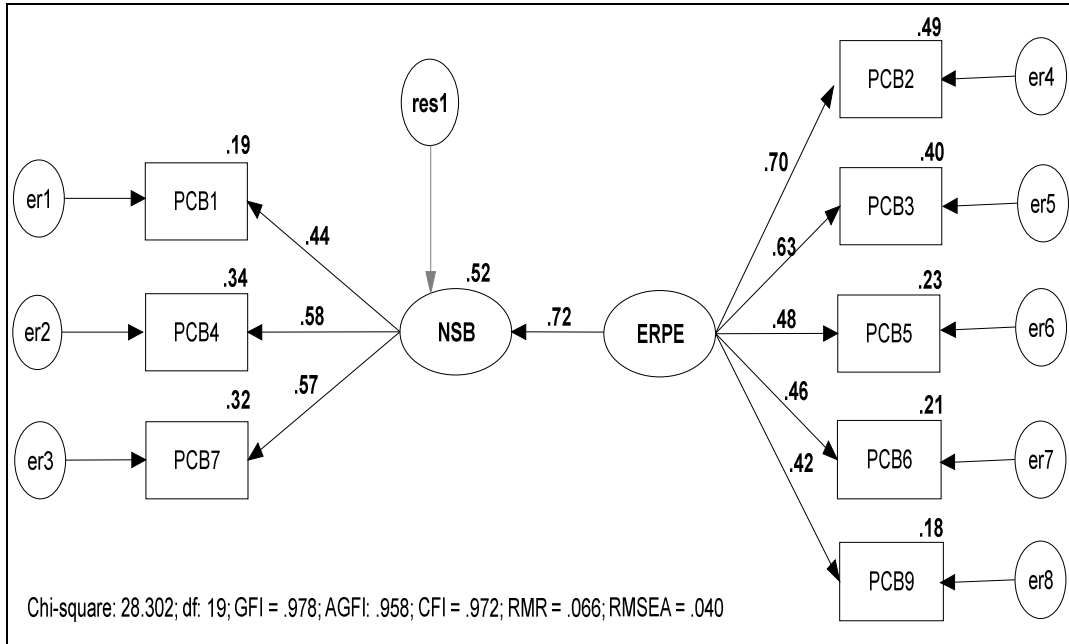 .49
PCB2
er4
res1
.70
.19
.40
er1
PCB1
PCB3
er5
.44
.63
.34
.52
.23
er2
PCB4
.58
NSB
.72
ERPE
.48
PCB5
er6
.57
.46
.32
.21
er3
PCB7
.42
PCB6
er7
.18
PCB9
er8
Chi-square: 28.302; df: 19; GFI = .978; AGFI: .958; CFI = .972; RMR = .066; RMSEA = .040